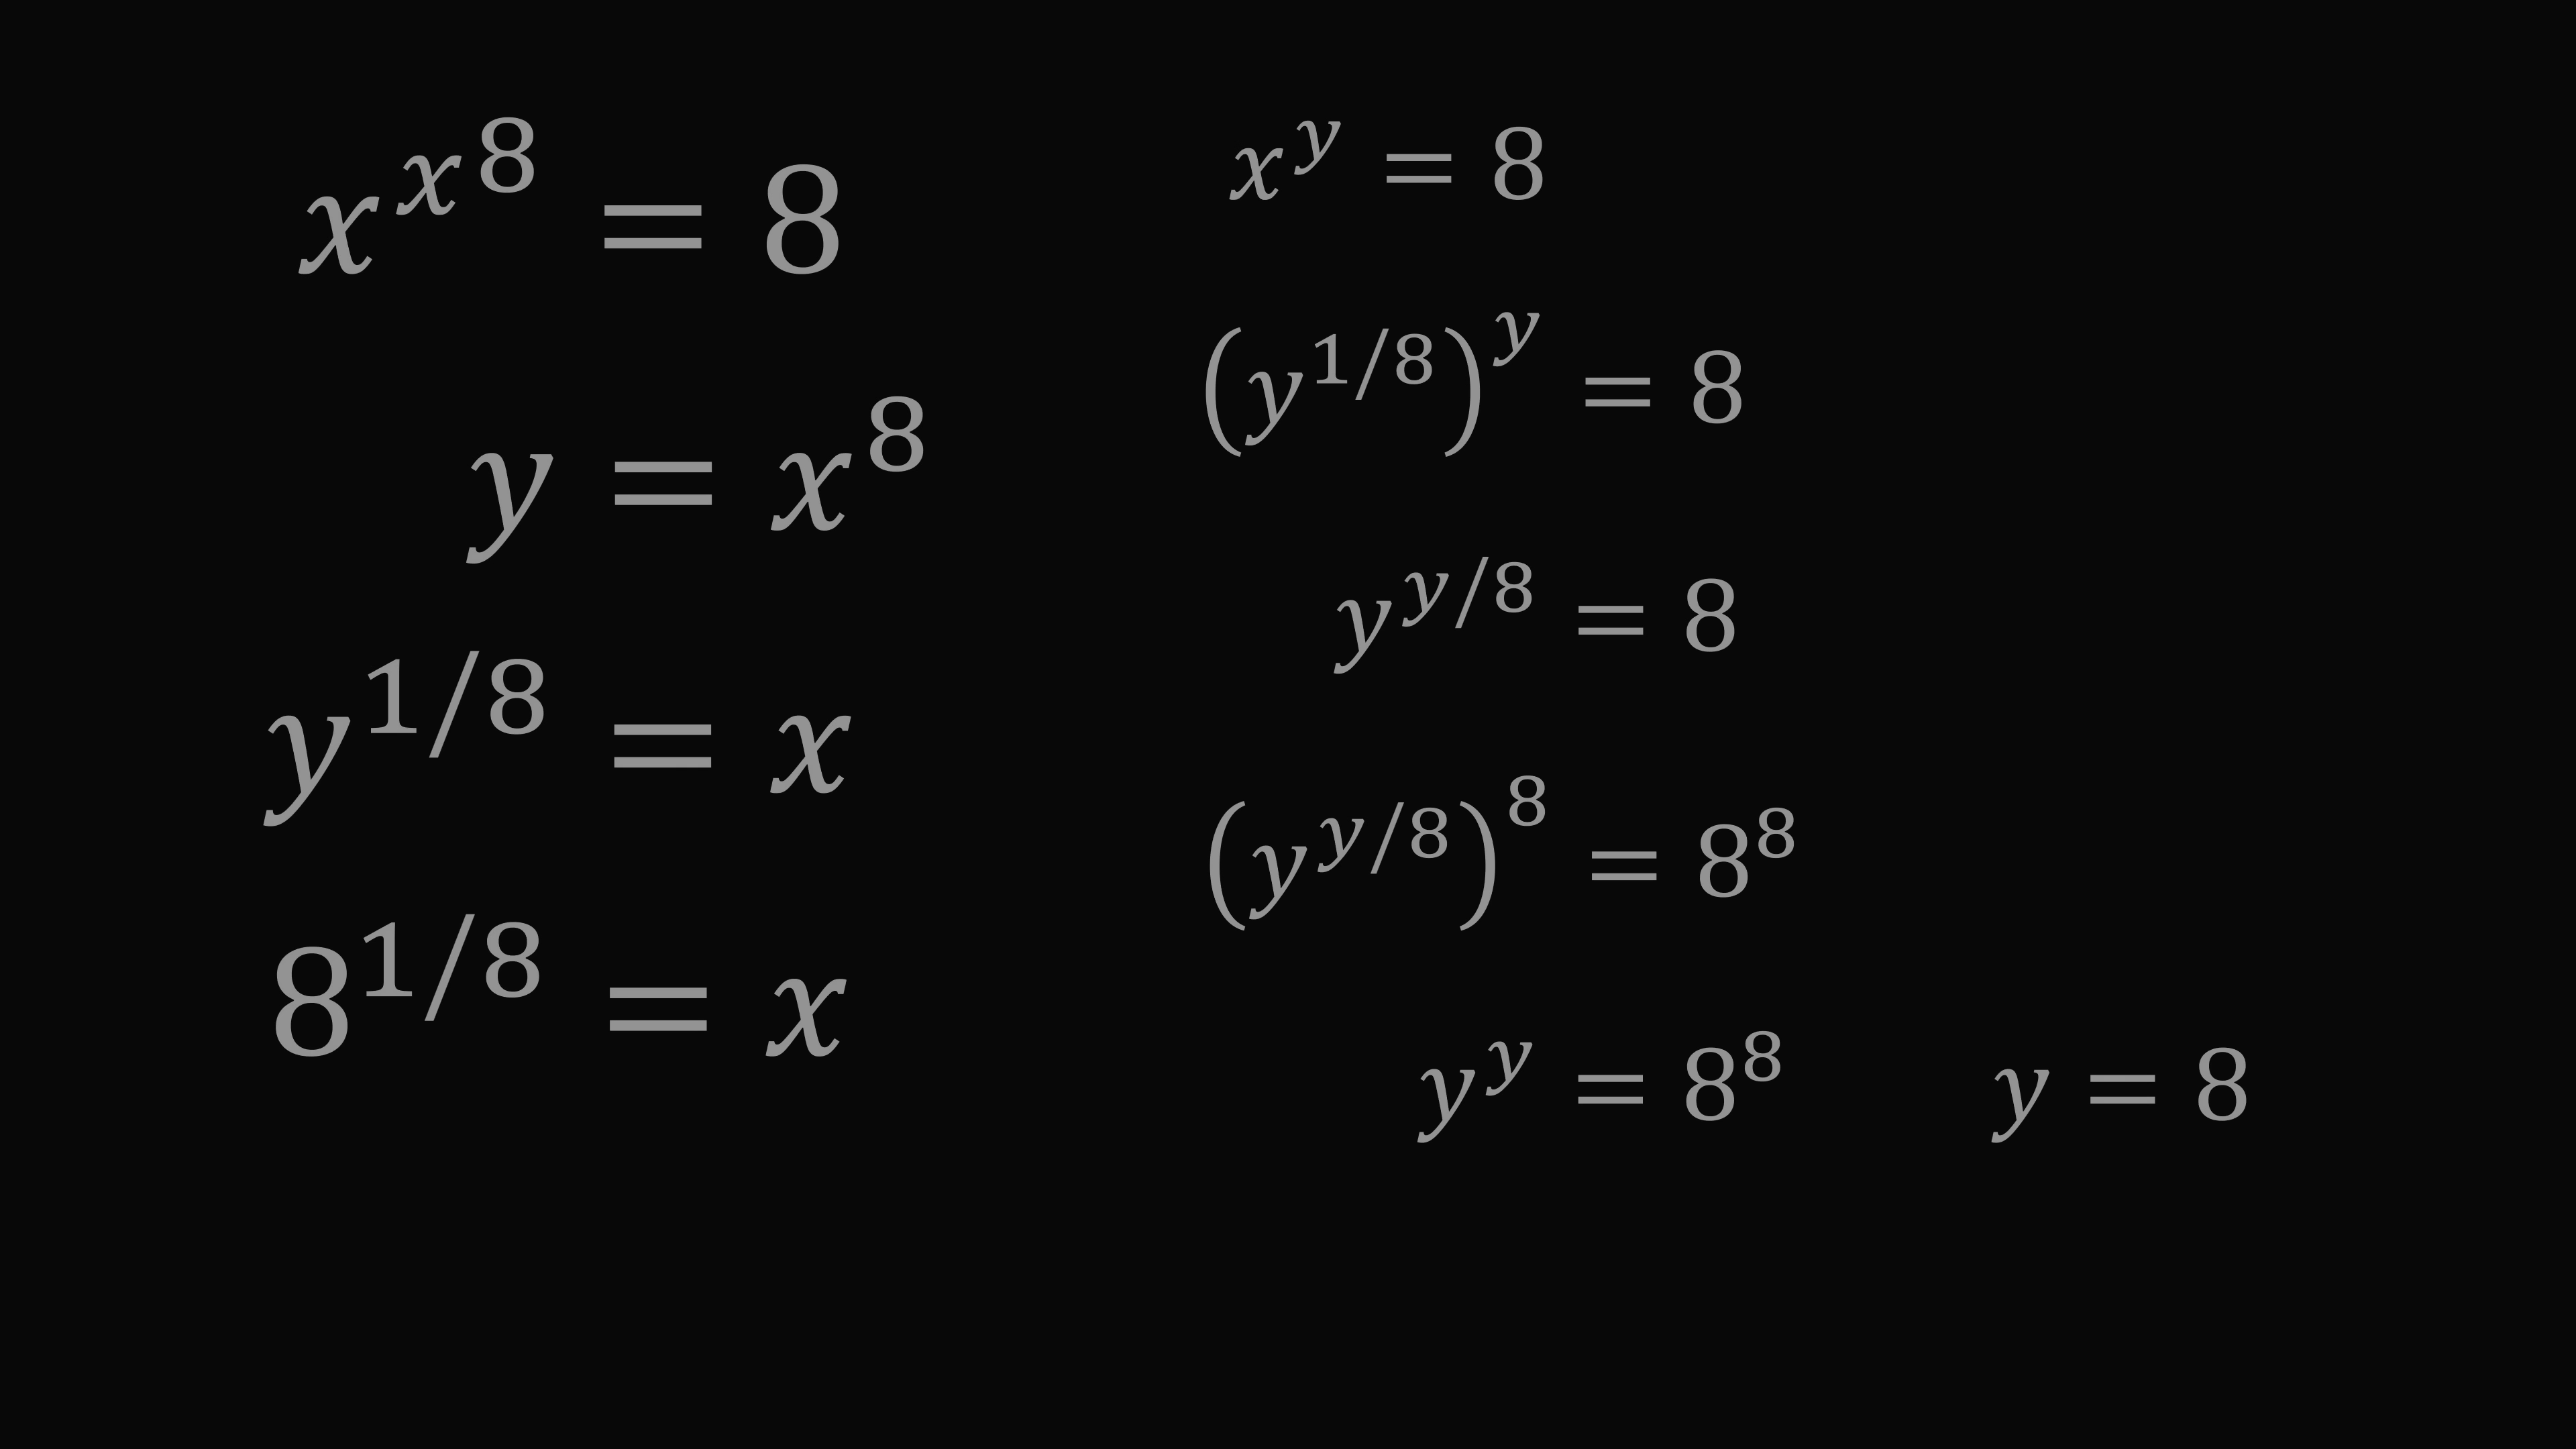 x^{x^8} = 8
y = x^8
y^{1/8} = x
8^{1/8} = x
x^y = 8
(y^{1/8})^y = 8
y^{y/8} = 8
(y^{y/8})^8 = 8^8
y^y = 8^8    y = 8